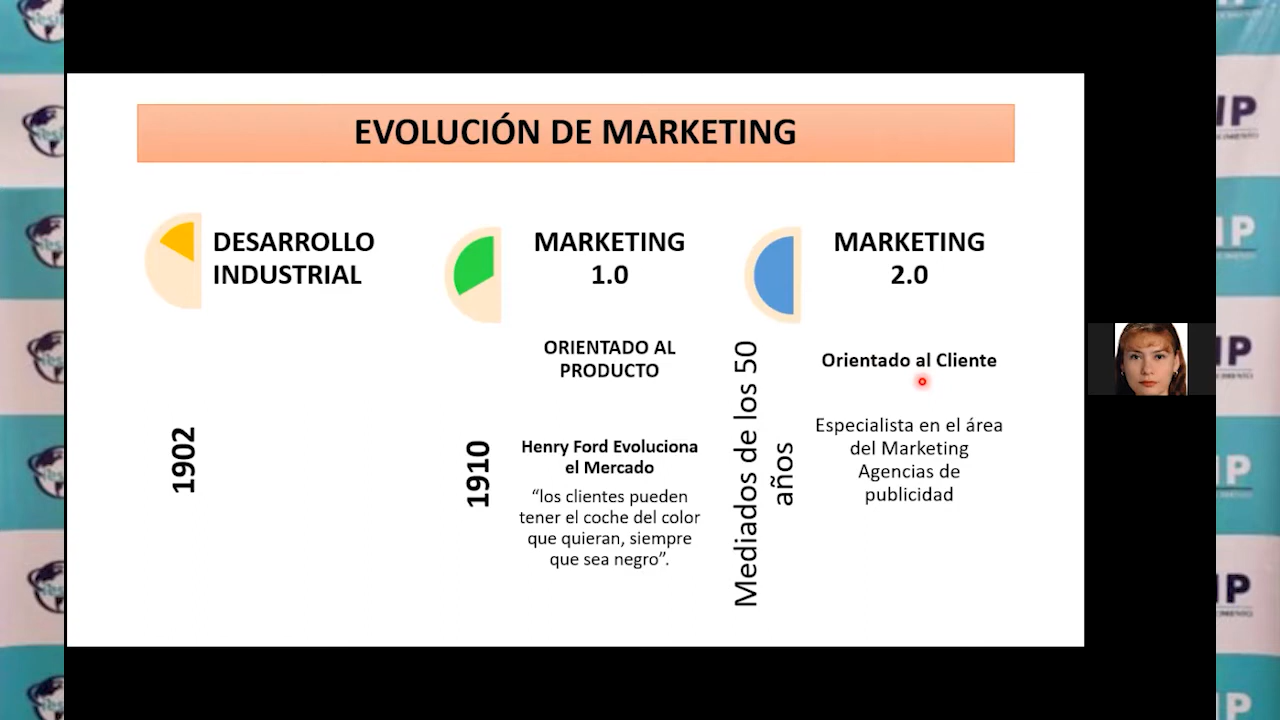 EVOLUCIÓN DE MARKETING
DESARROLLO
INDUSTRIAL
1902
MARKETING
1.0
ORIENTADO AL
PRODUCTO
1910
Henry Ford Evoluciona
el Mercado
“los clientes pueden
tener el coche del color
que quieran, siempre
que sea negro”.
MARKETING
2.0
Mediados de los 50
años
Orientado al Cliente
Especialista en el área
del Marketing
Agencias de
publicidad